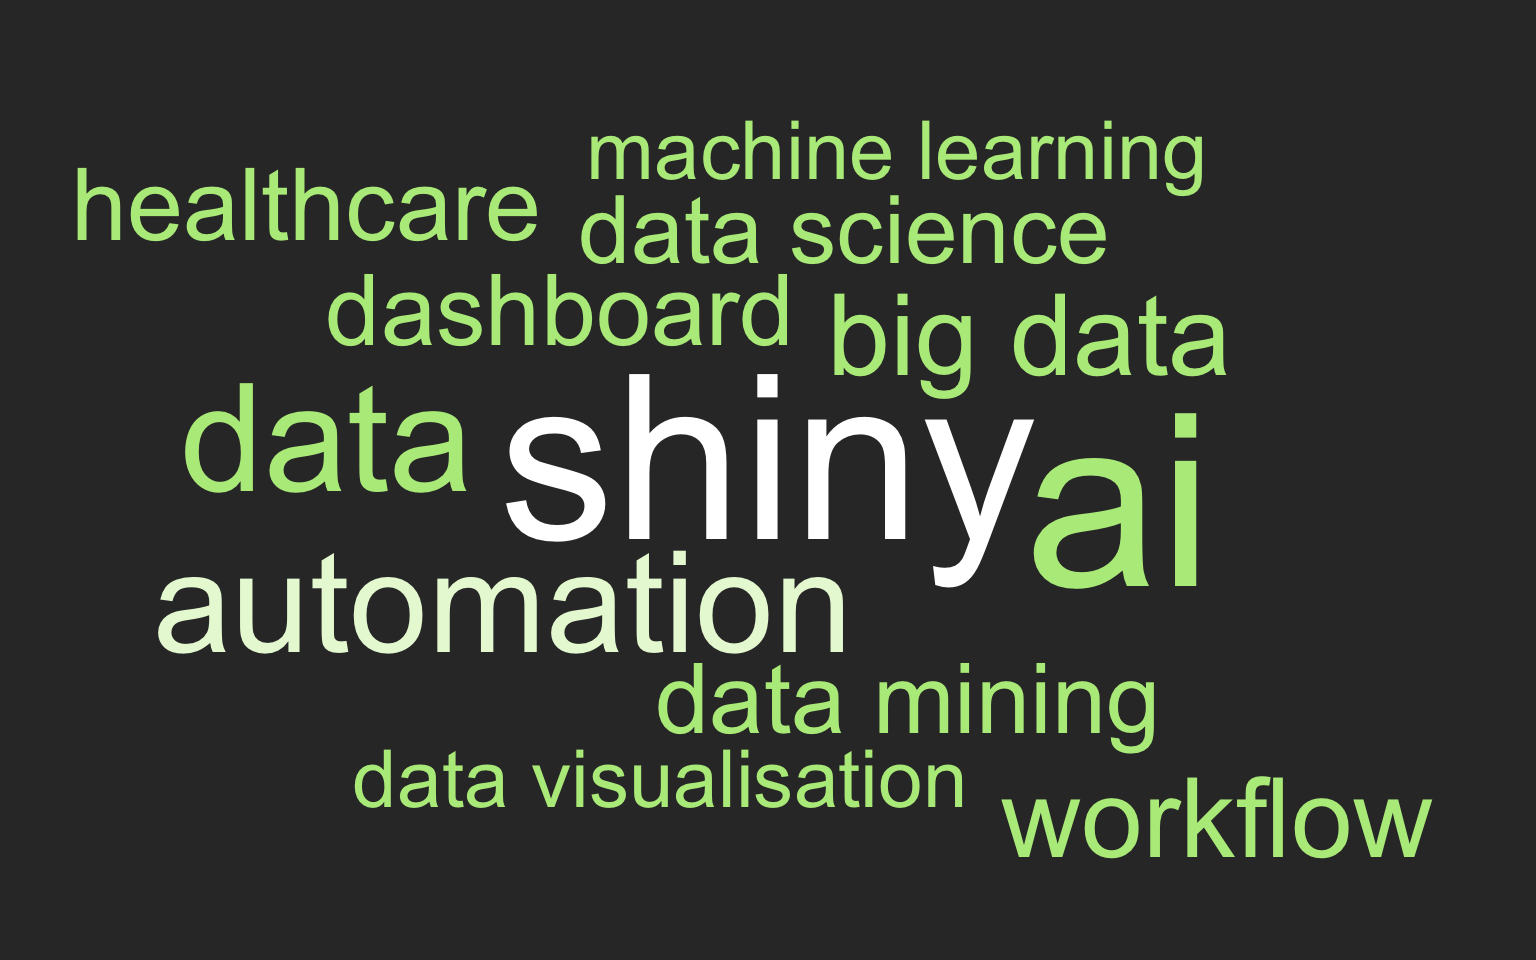 machine learning
healthcare
data science
dashboard
big data
data
shiny
ai
automation
data mining
data visualisation
workflow